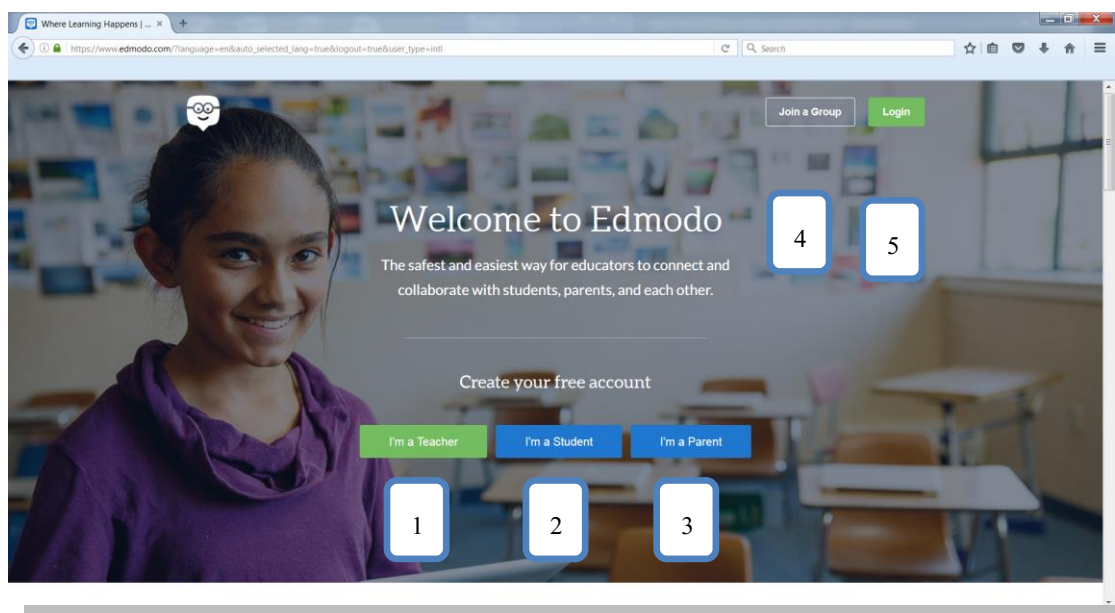 Where Learning Happens | ... × +
https://www.edmodo.com/?language=en&auto_selected_lang=true&logout=true&user_type=intl
Search
Join a Group
Login
Welcome to Edmodo
4
5
The safest and easiest way for educators to connect and
collaborate with students, parents, and each other.
Create your free account
I'm a Teacher
I'm a Student
I'm a Parent
1
2
3